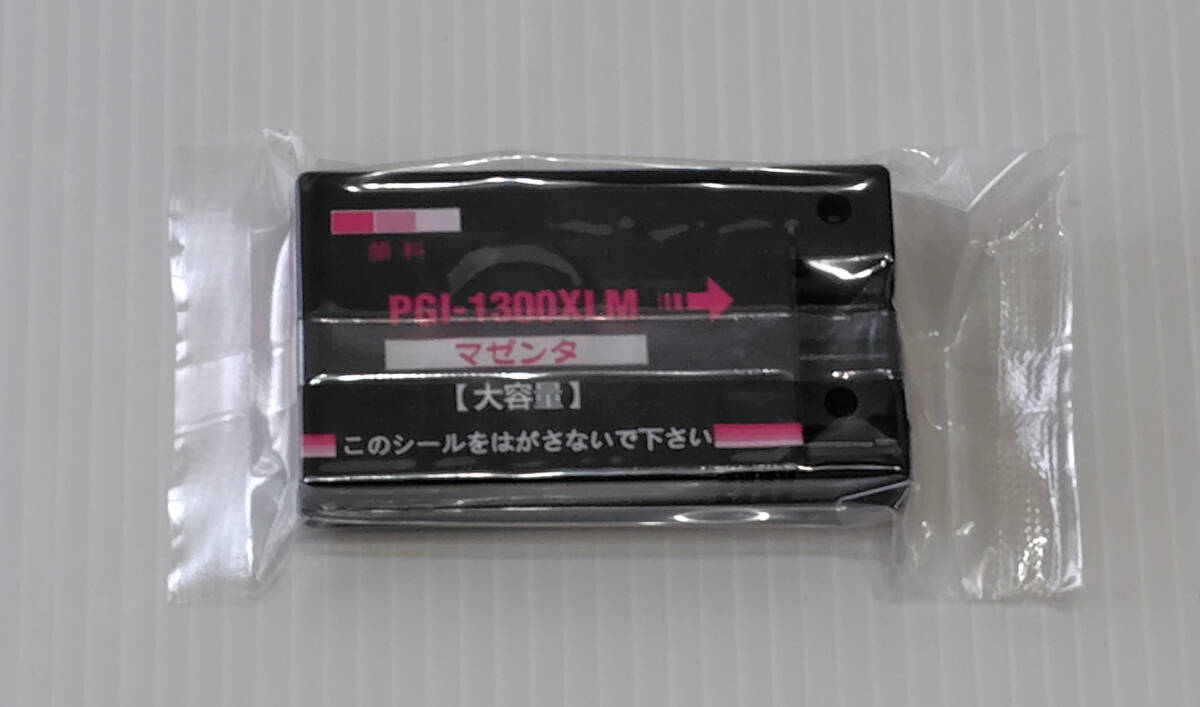 顔料
PGI-1300XLM
マゼンタ
【大容量】
このシールをはがさないで下さい